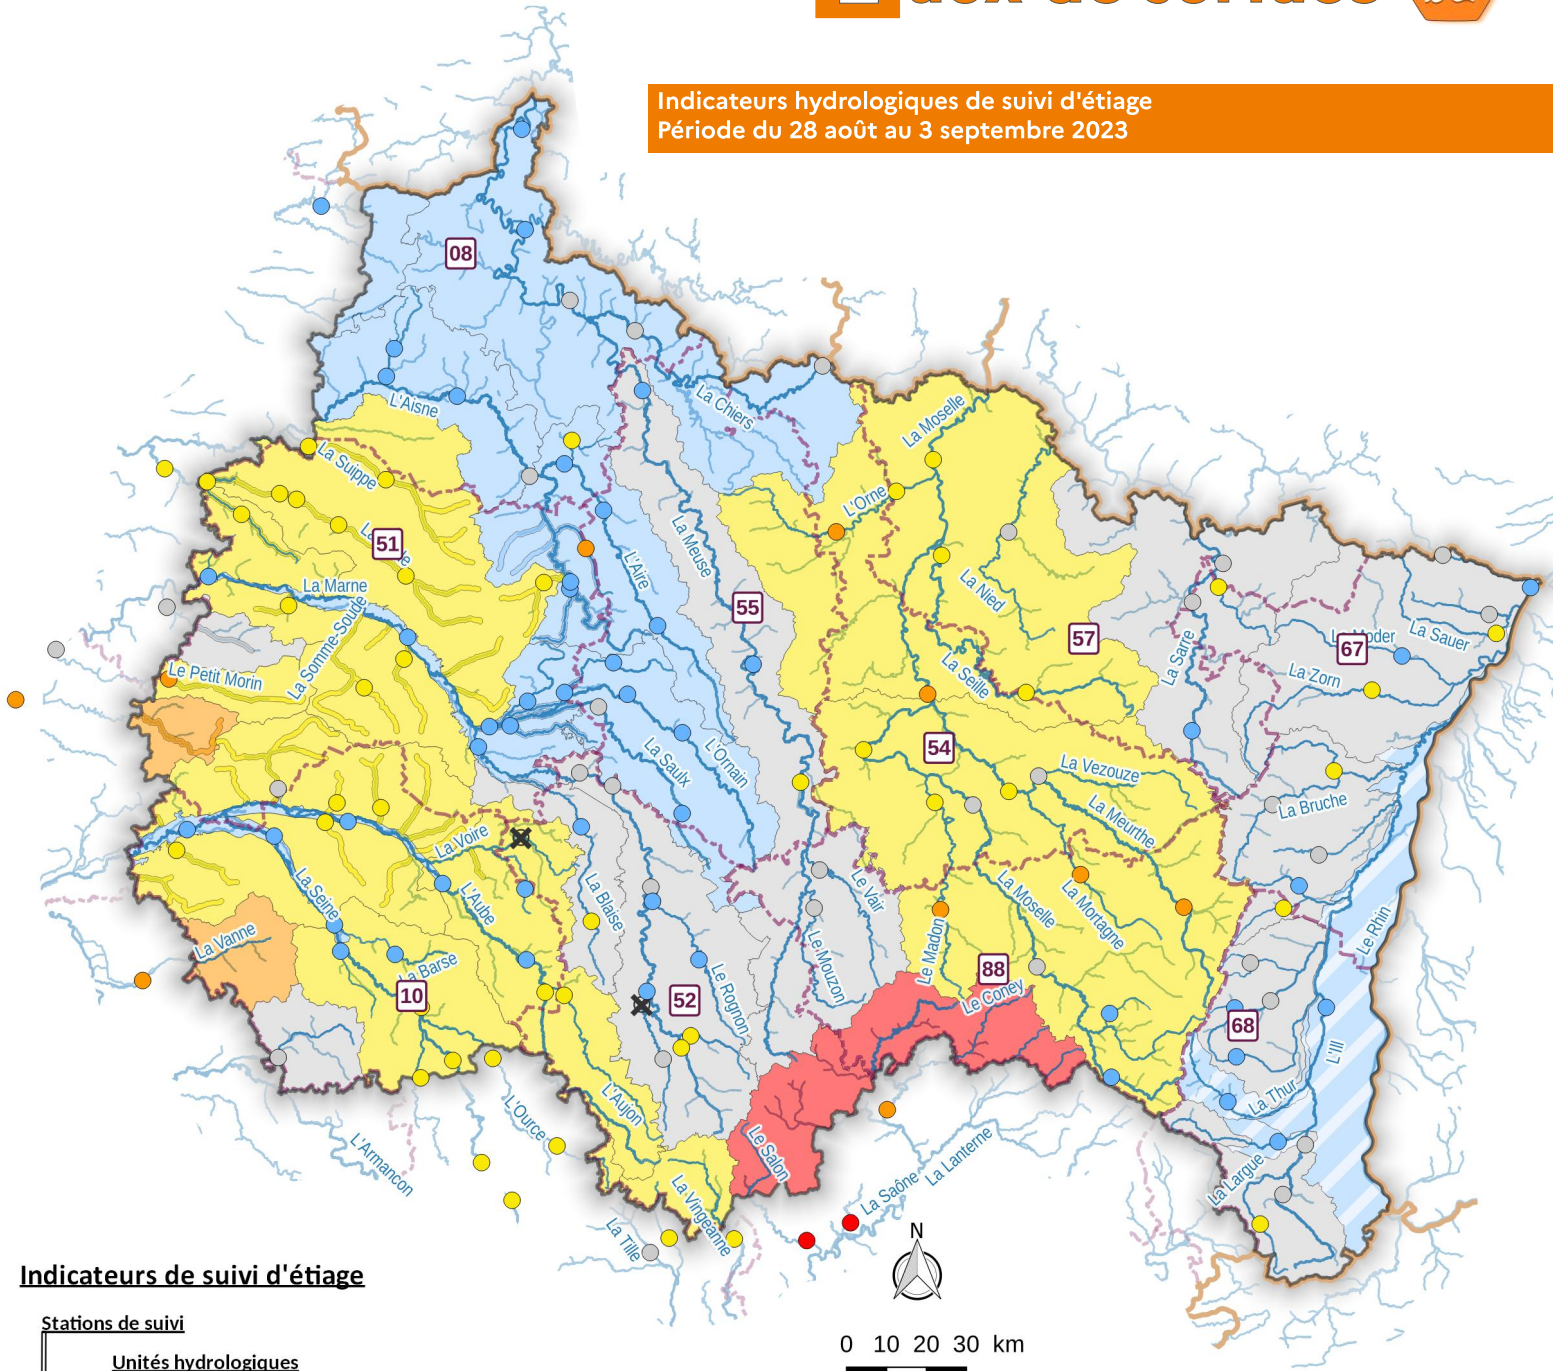 Indicateurs hydrologiques de suivi d'étiage
Période du 28 août au 3 septembre 2023
08
L'Aisne
La Chiers
La Moselle
La Suippe
L'Orne
51
La Meuse
L'Aire
La Marne
La Nied
La Somme-Soude
55
57
La Moder
La Sauer
67
La Sarre
La Zorn
Le Petit Morin
La Seille
54
La Saulx
L'Ornain
La Vezouze
La Meurthe
La Bruche
La Voire
La Seine
L'Aube
La Blaise
Le Vair
La Moselle
La Mortagne
Le Rhin
La Vanne
La Barse
Le Madon
10
52
Le Rognon
Le Mouzon
88
Le Coney
68
L'Ill
La Thur
L'Aujon
L'Ource
L'Armançon
Le Salon
La Vingeanne
La Tille
La Saône
La Lanterne
La Largue
N
Indicateurs de suivi d'étiage
Stations de suivi
Unités hydrologiques
0 10 20 30 km